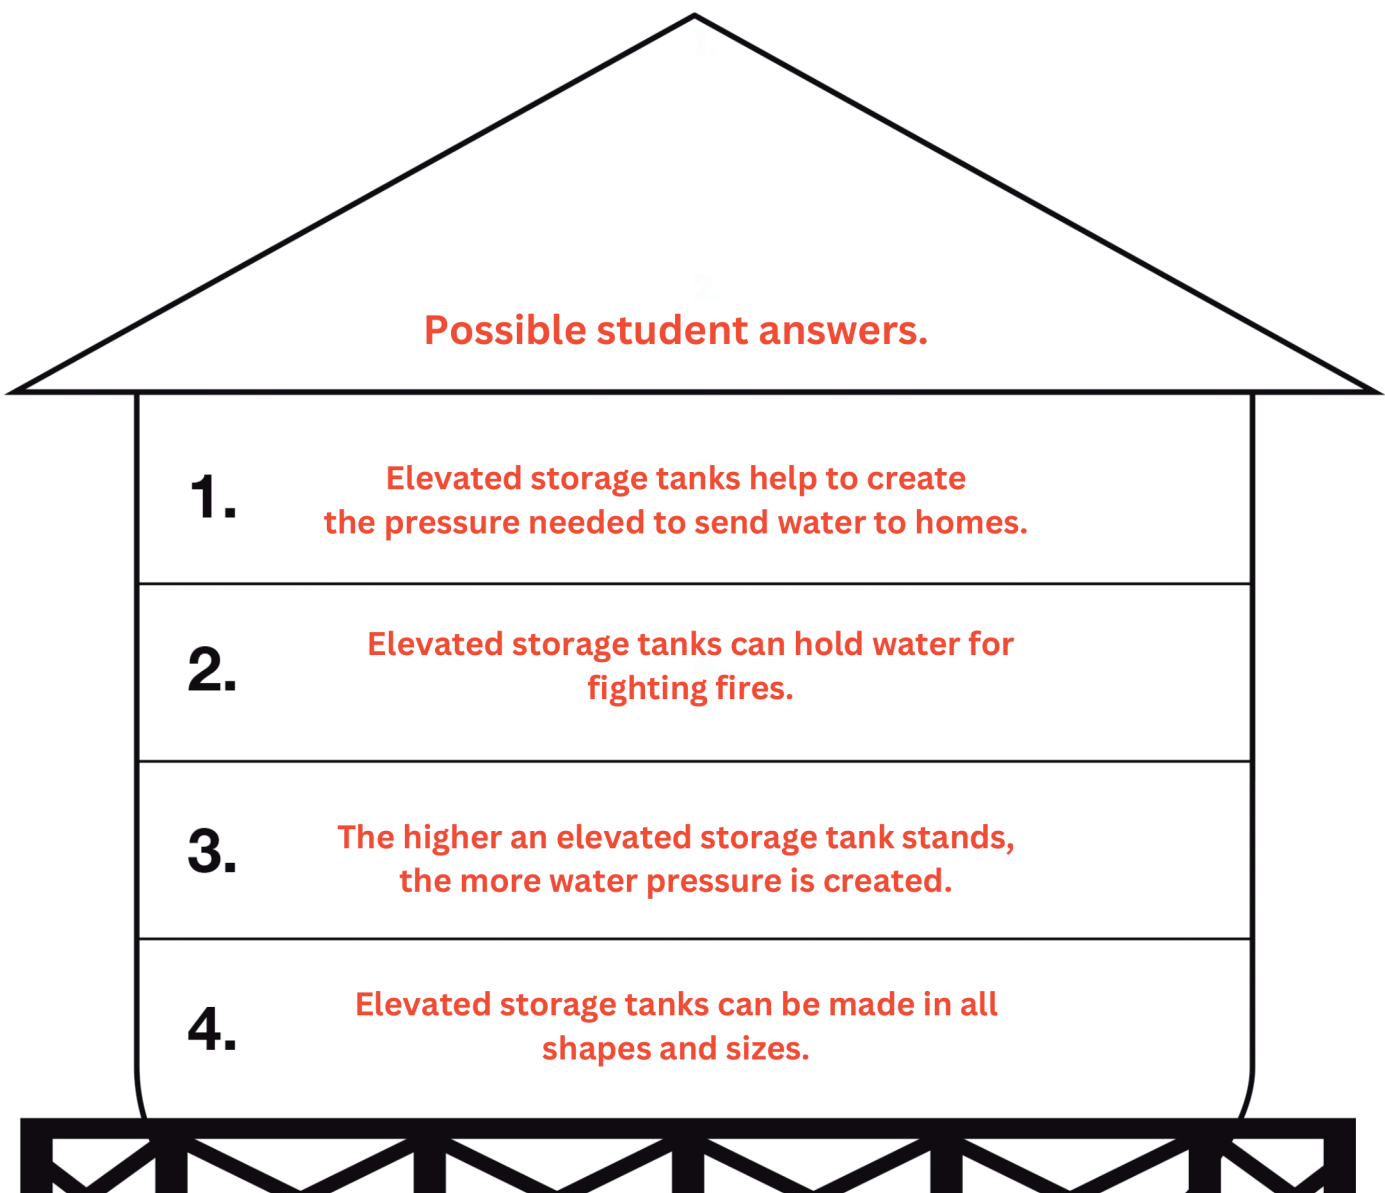 Possible student answers.
1.
Elevated storage tanks help to create
the pressure needed to send water to homes.
2.
Elevated storage tanks can hold water for
fighting fires.
3.
The higher an elevated storage tank stands,
the more water pressure is created.
4.
Elevated storage tanks can be made in all
shapes and sizes.